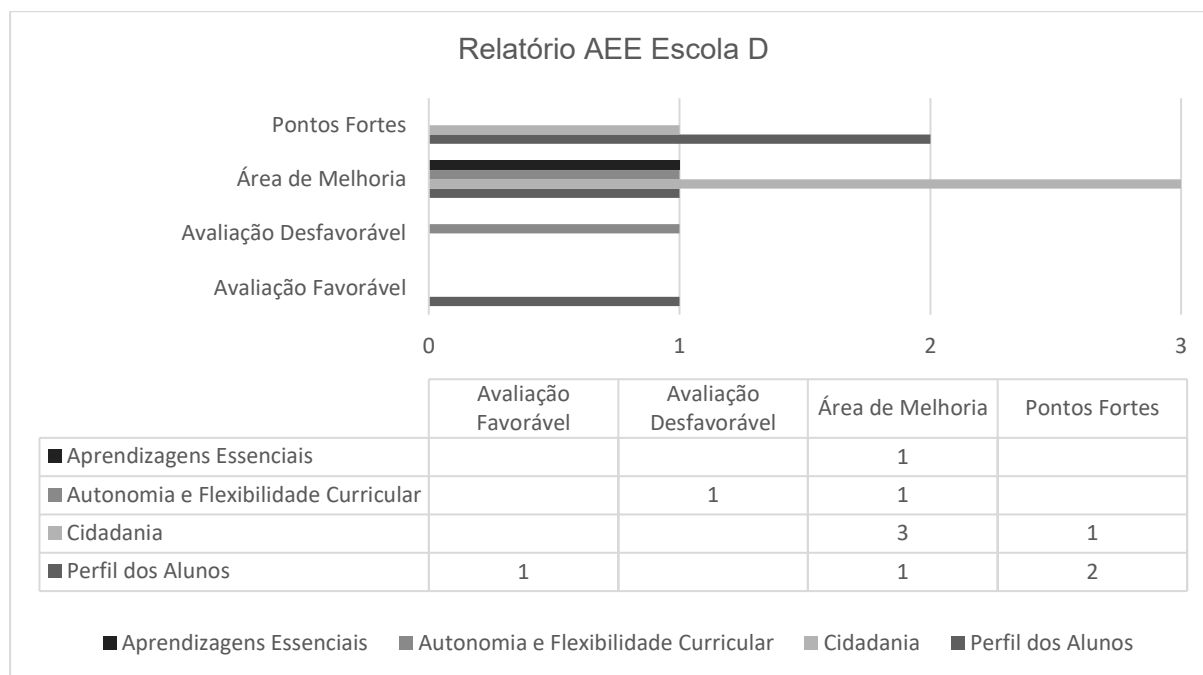 Relatório AEE Escola D
Pontos Fortes
Área de Melhoria
Avaliação Desfavorável
Avaliação Favorável
0 1 2 3
Avaliação Favorável Avaliação Desfavorável Área de Melhoria Pontos Fortes
Aprendizagens Essenciais 1
Autonomia e Flexibilidade Curricular 1 1
Cidadania 3 1
Perfil dos Alunos 1 1 2
Aprendizagens Essenciais Autonomia e Flexibilidade Curricular Cidadania Perfil dos Alunos